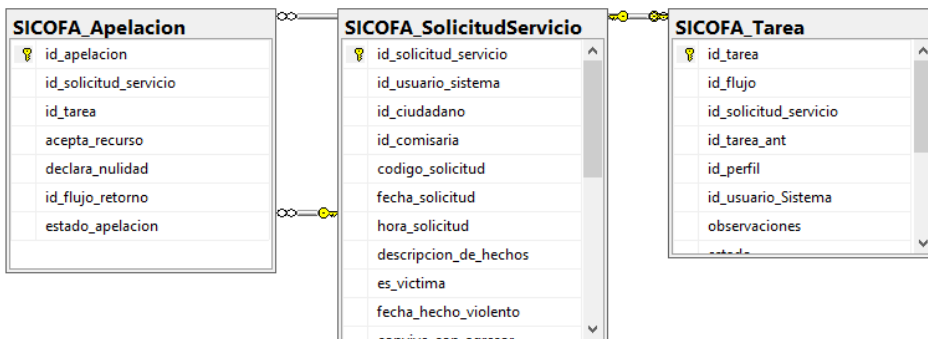 SICOFA_Apelacion
id_apelacion
id_solicitud_servicio
id_tarea
acepta_recurso
declara_nulidad
id_flujo_retorno
estado_apelacion
SICOFA_SolicitudServicio
id_solicitud_servicio
id_usuario_sistema
id_ciudadano
id_comisaria
codigo_solicitud
fecha_solicitud
hora_solicitud
descripcion_de_hechos
es_victima
fecha_hecho_violento
SICOFA_Tarea
id_tarea
id_flujo
id_solicitud_servicio
id_tarea_ant
id_perfil
id_usuario_Sistema
observaciones